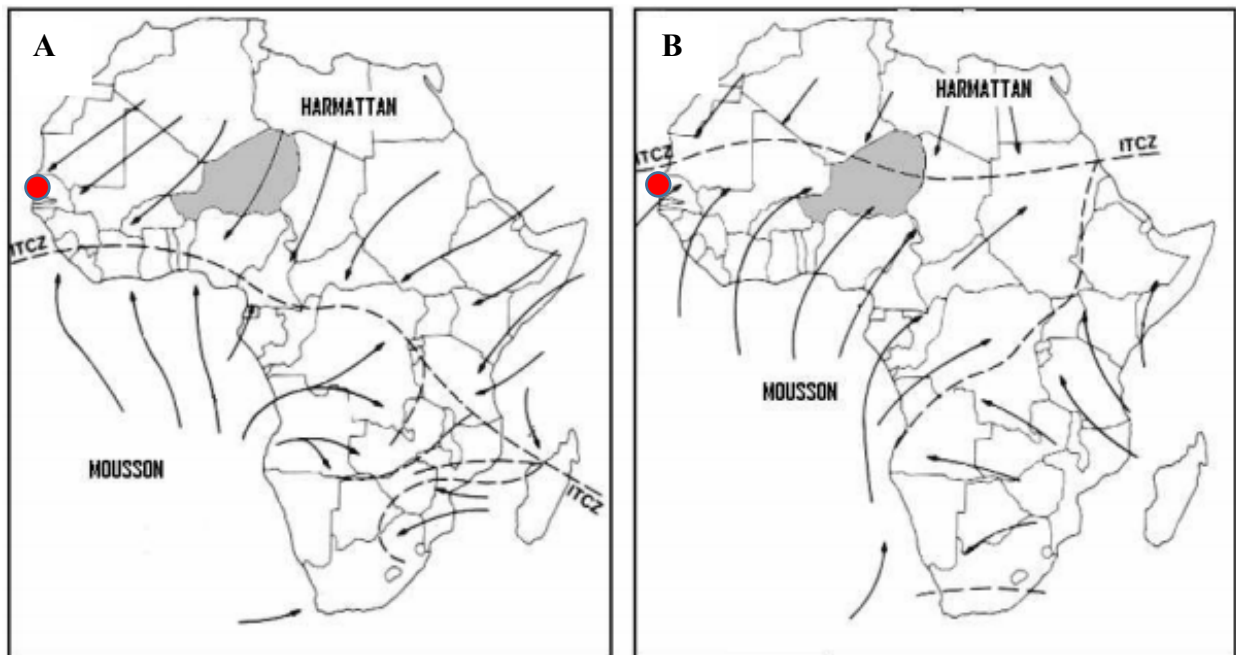 A
HARMATTAN
ITCZ
MOUSSON
ITCZ
B
HARMATTAN
ITCZ
ITCZ
MOUSSON